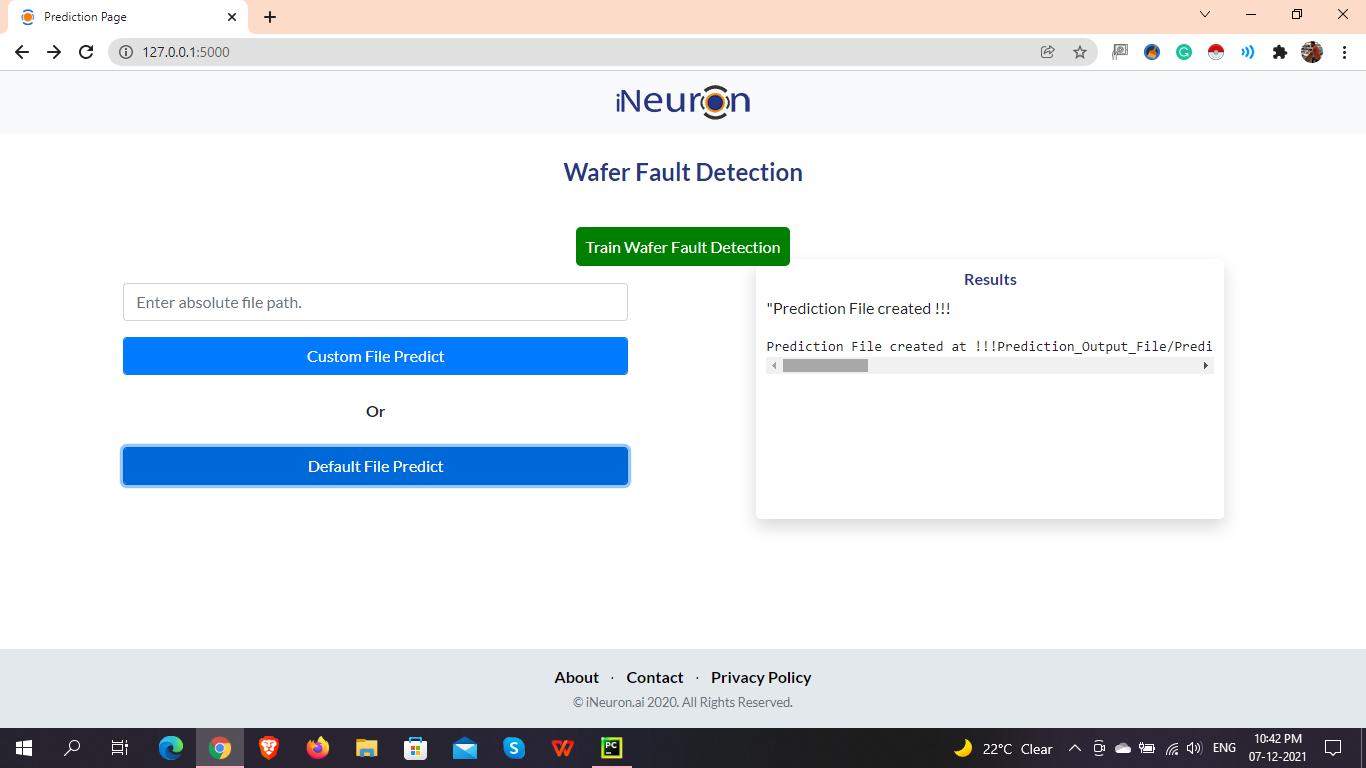 Prediction Page
127.0.0.1:5000
iNeuron
Wafer Fault Detection
Train Wafer Fault Detection
Enter absolute file path.
Custom File Predict
Or
Default File Predict
Results
"Prediction File created !!!
Prediction File created at !!!Prediction_Output_File/Predi
About · Contact · Privacy Policy
© iNeuron.ai 2020. All Rights Reserved.
22°C Clear
ENG
10:42 PM
07-12-2021